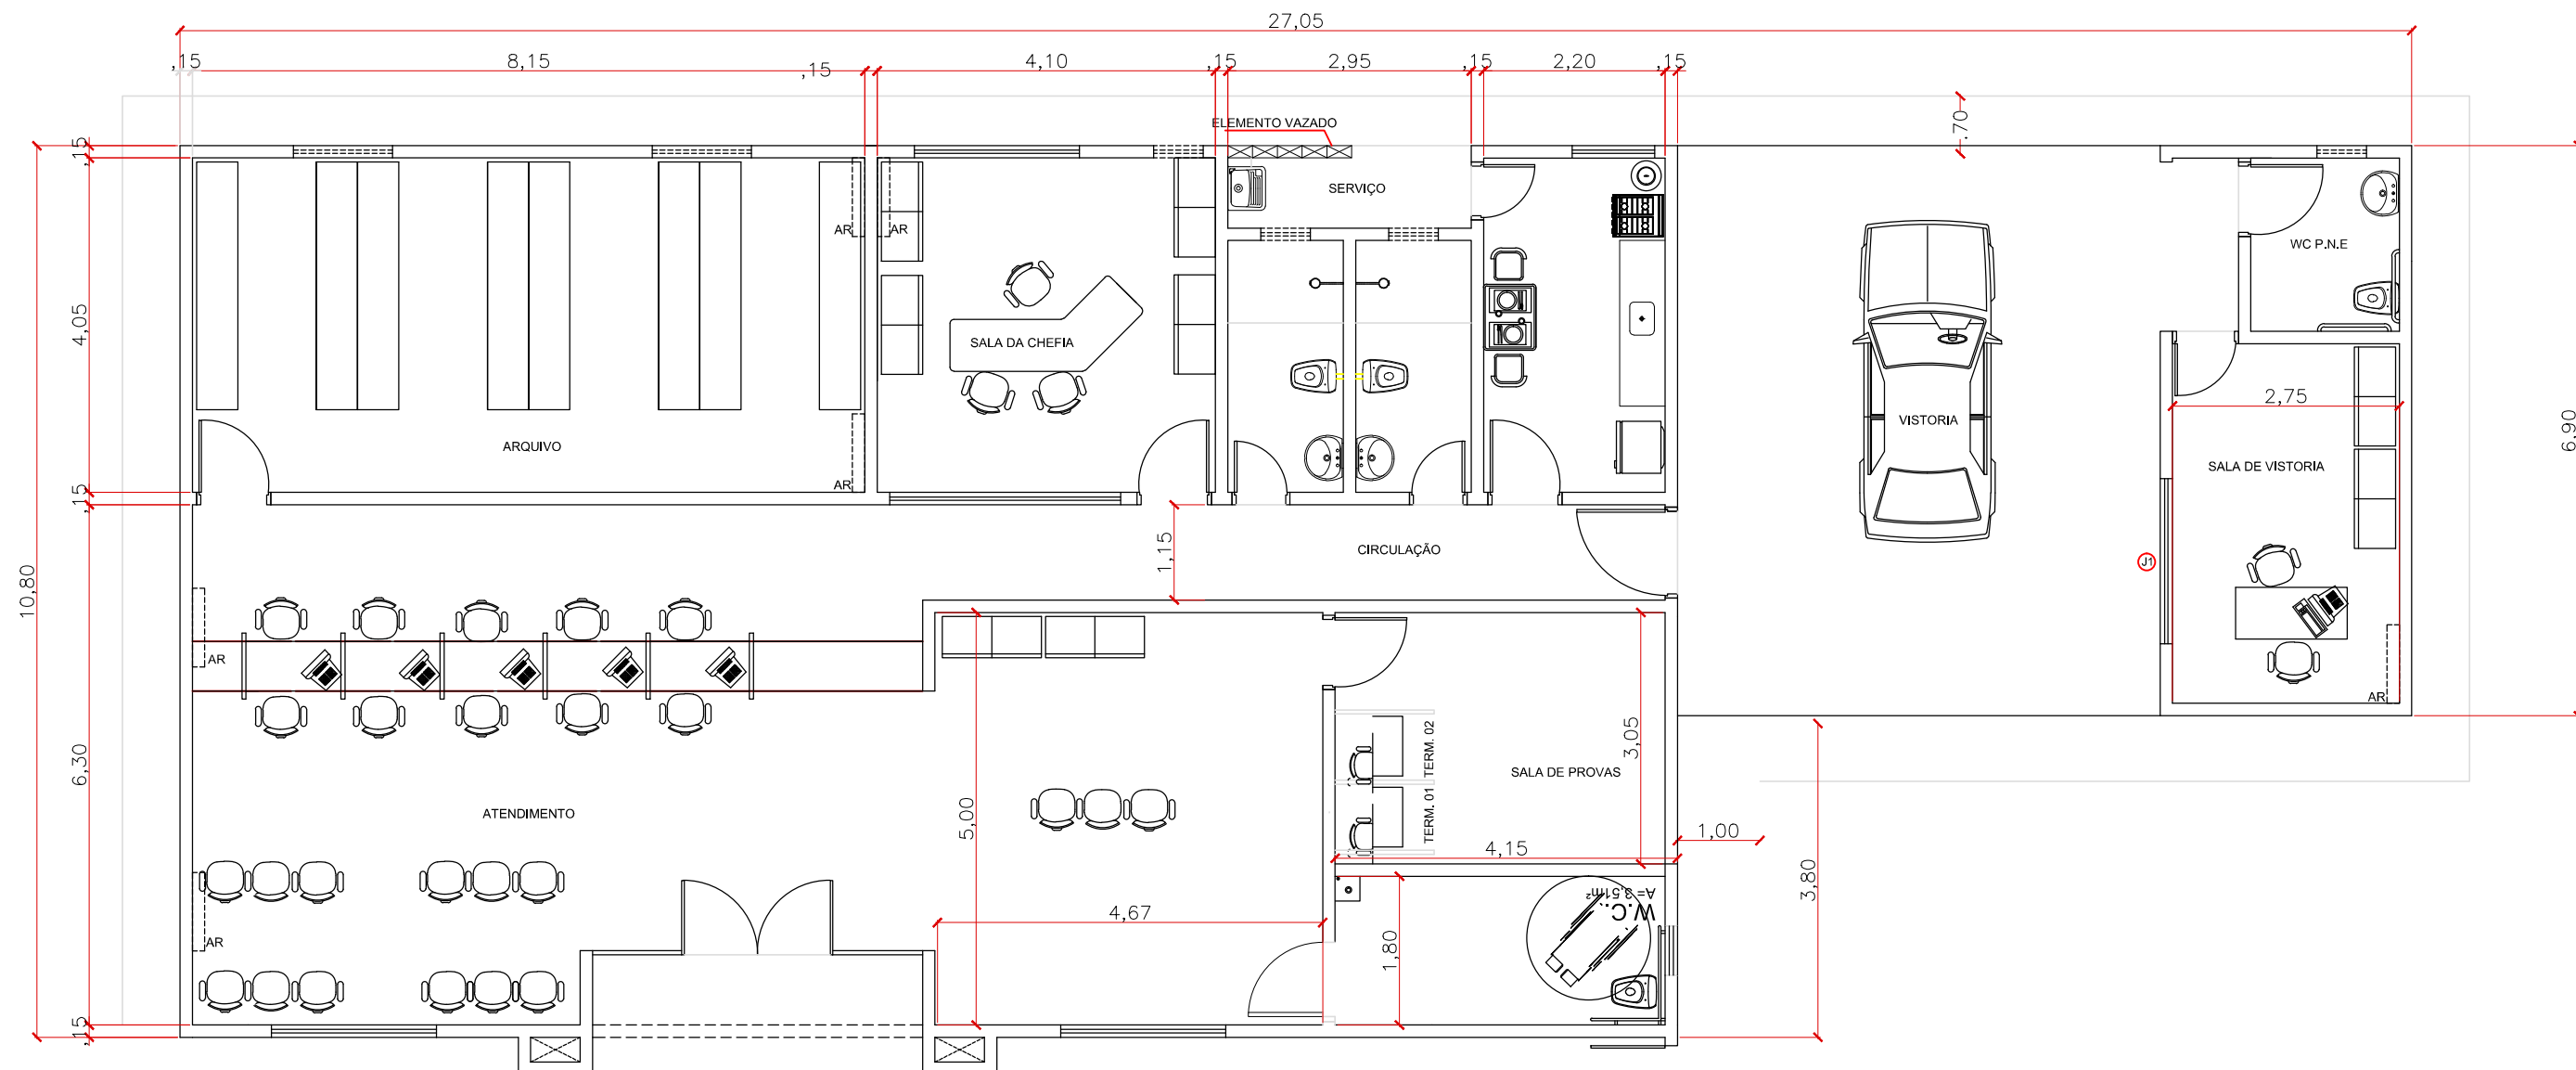 27,05
,15
8,15
,15
4,10
,15
2,95
,15
2,20
,15
ELEMENTO VAZADO
.70
,15
SERVIÇO
AR
AR
WC P.N.E
4,05
SALA DA CHEFIA
2,75
VISTORIA
6,90
ARQUIVO
SALA DE VISTORIA
AR
,15
1,15
CIRCULAÇÃO
J1
10,80
AR
AR
3,05
TERM. 02
SALA DE PROVAS
6,30
TERM. 01
5,00
ATENDIMENTO
1,00
4,15
3,80
A= 3,51m²
W.C.
4,67
AR
1,80
,15